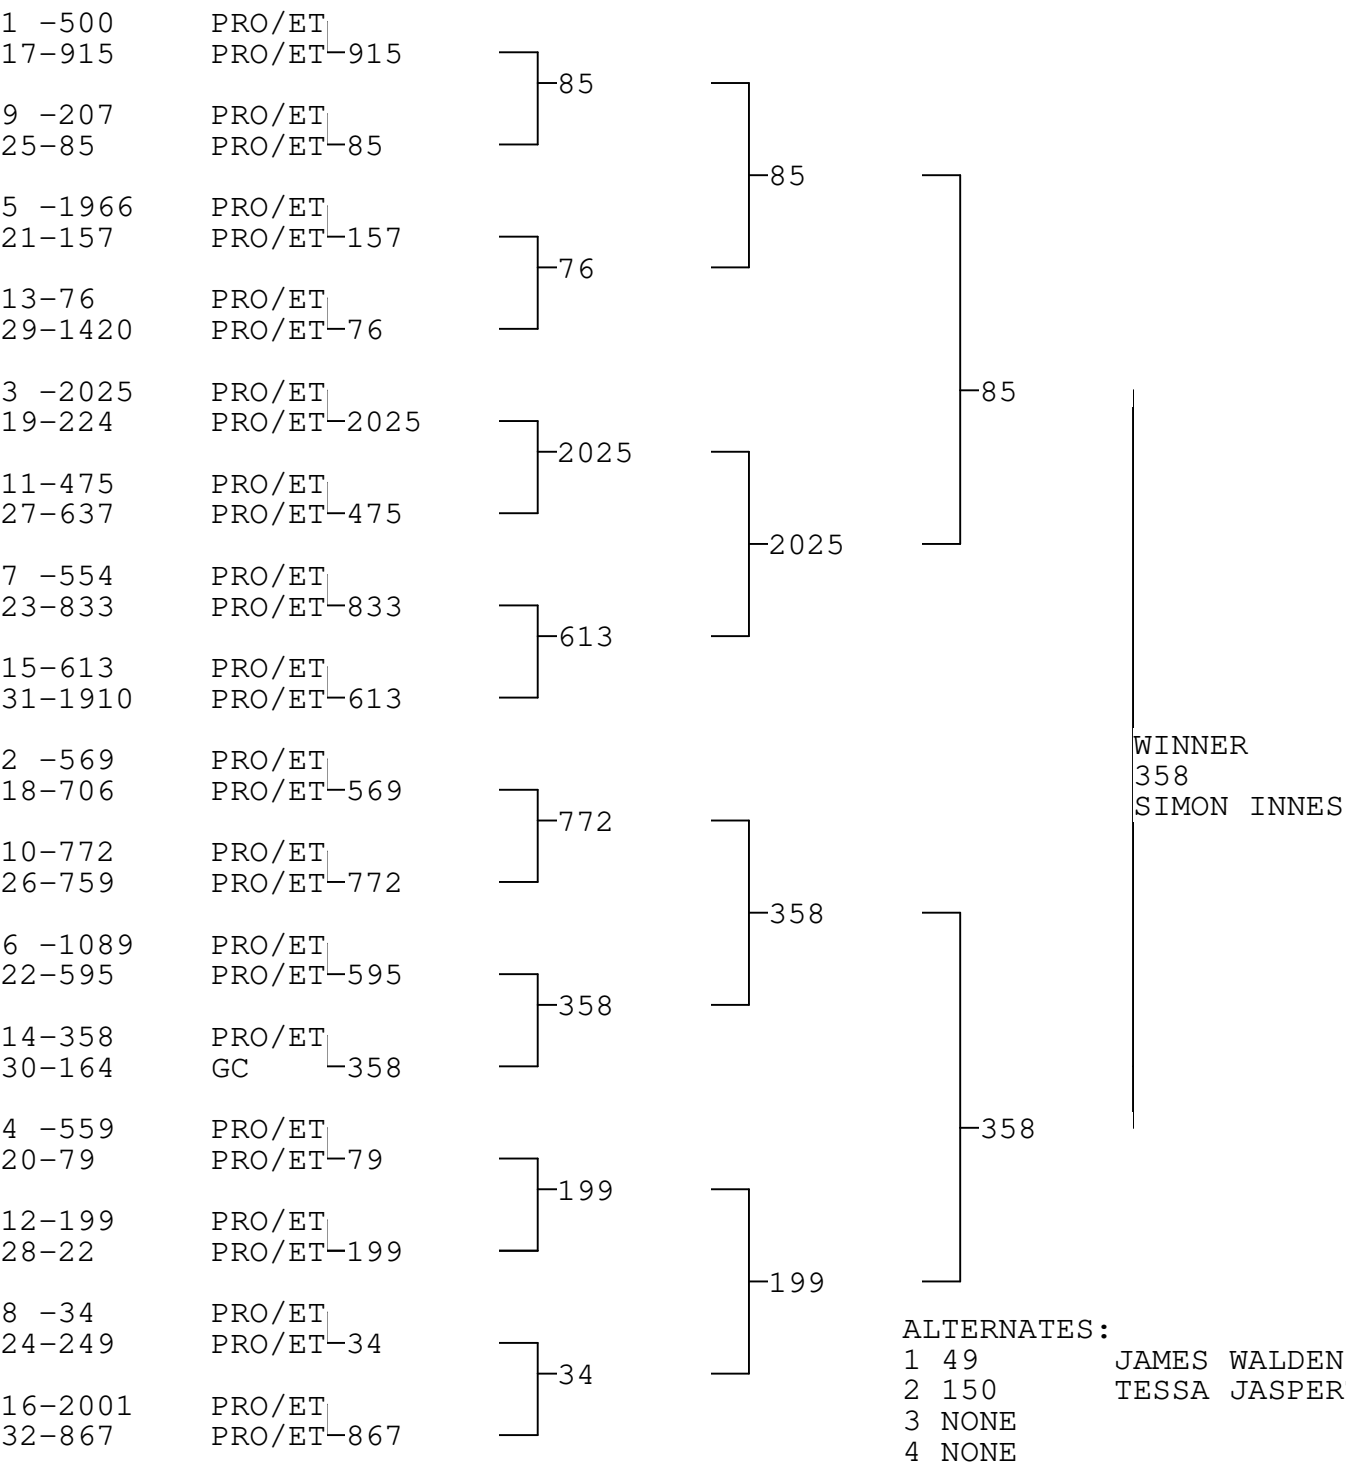 1 -500 PRO/ET
17-915 PRO/ET 915
85
9 -207 PRO/ET
25-85 PRO/ET 85
85
5 -1966 PRO/ET
21-157 PRO/ET 157
76
13-76 PRO/ET
29-1420 PRO/ET 76
3 -2025 PRO/ET 85
19-224 PRO/ET 2025
2025
11-475 PRO/ET
27-637 PRO/ET 475
2025
7 -554 PRO/ET
23-833 PRO/ET 833
613
15-613 PRO/ET
31-1910 PRO/ET 613
WINNER
2 -569 PRO/ET
358
18-706 PRO/ET 569
SIMON INNES
772
10-772 PRO/ET
26-759 PRO/ET 772
358
6 -1089 PRO/ET
22-595 PRO/ET 595
358
14-358 PRO/ET
30-164 GC 358
4 -559 PRO/ET 358
20-79 PRO/ET 79
199
12-199 PRO/ET
28-22 PRO/ET 199
199
8 -34 PRO/ET
ALTERNATES:
24-249 PRO/ET 34
1 49 JAMES WALDEN
34
2 150 TESSA JASPER
16-2001 PRO/ET
3 NONE
32-867 PRO/ET 867
4 NONE